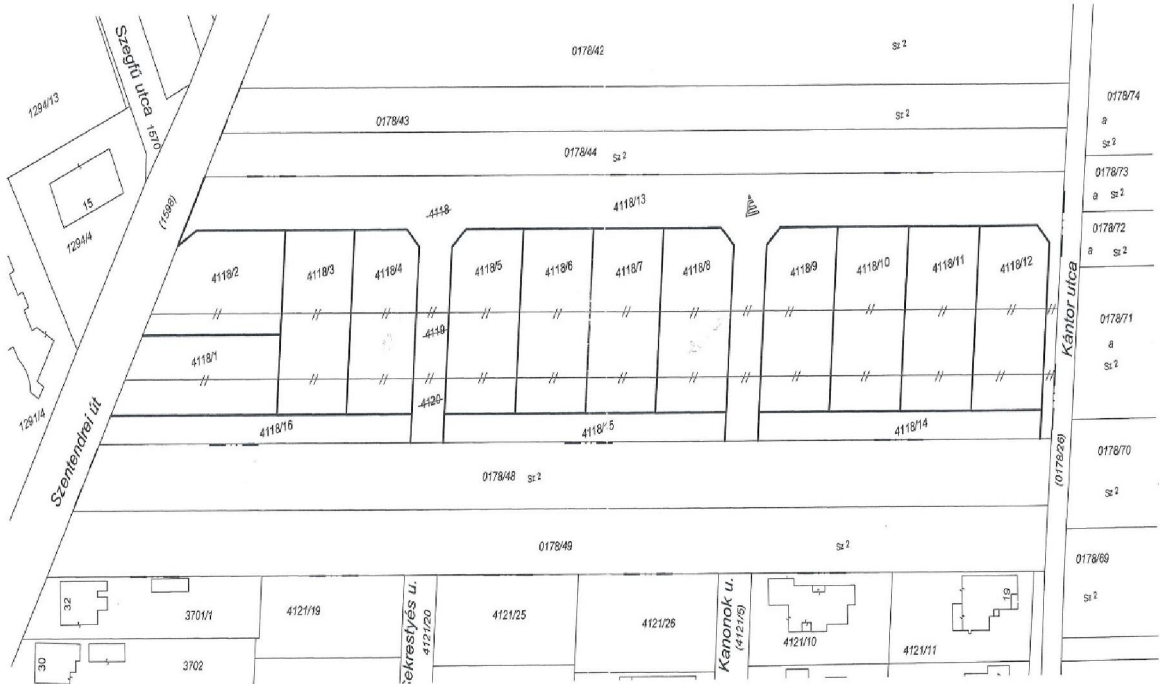 Szegfű utca
1570
1294/13
15
1294/4
(1598)
1291/4
Szentendrei út
0178/42
Sz 2
0178/43
Sz 2
0178/44 Sz 2
4118
4118/13
4118/2
4118/3
4118/4
4118/5
4118/6
4118/7
4118/8
4118/9
4118/10
4118/11
4118/12
4119
4118/1
4120
4118/16
4118/14
0178/48 Sz 2
0178/49
Sz 2
Kántor utca
(0178/26)
0178/74
a
Sz 2
0178/73
a Sz 2
0178/72
a Sz 2
0178/71
a
Sz 2
0178/70
Sz 2
0178/69
Sz 2
32
3701/1
4121/19
ekrestyés u.
4121/20
4121/25
4121/26
Kanonok u.
(4121/5)
4121/10
4121/11
19
30
3702